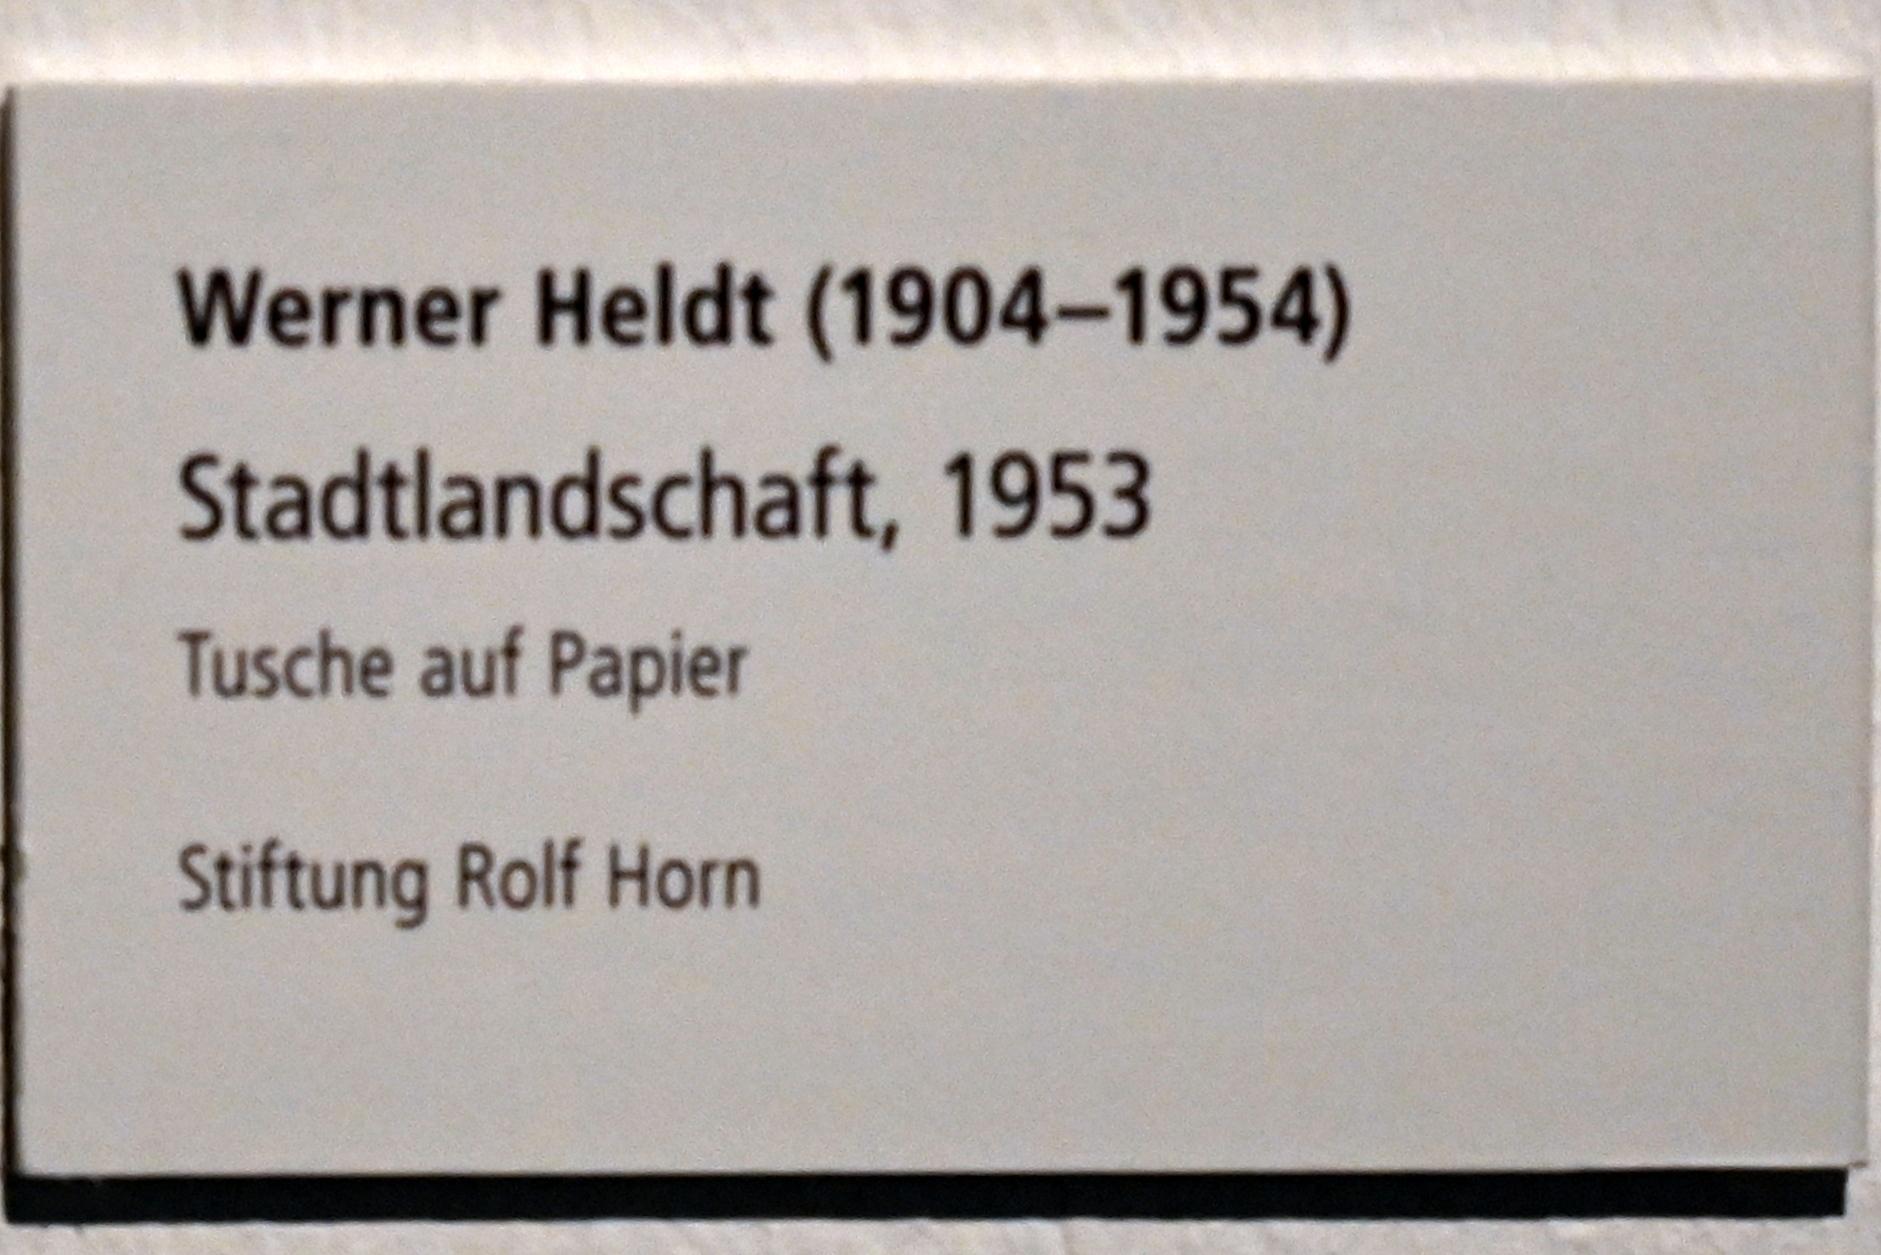 Werner Heldt (1904–1954)
Stadtlandschaft, 1953
Tusche auf Papier
Stiftung Rolf Horn